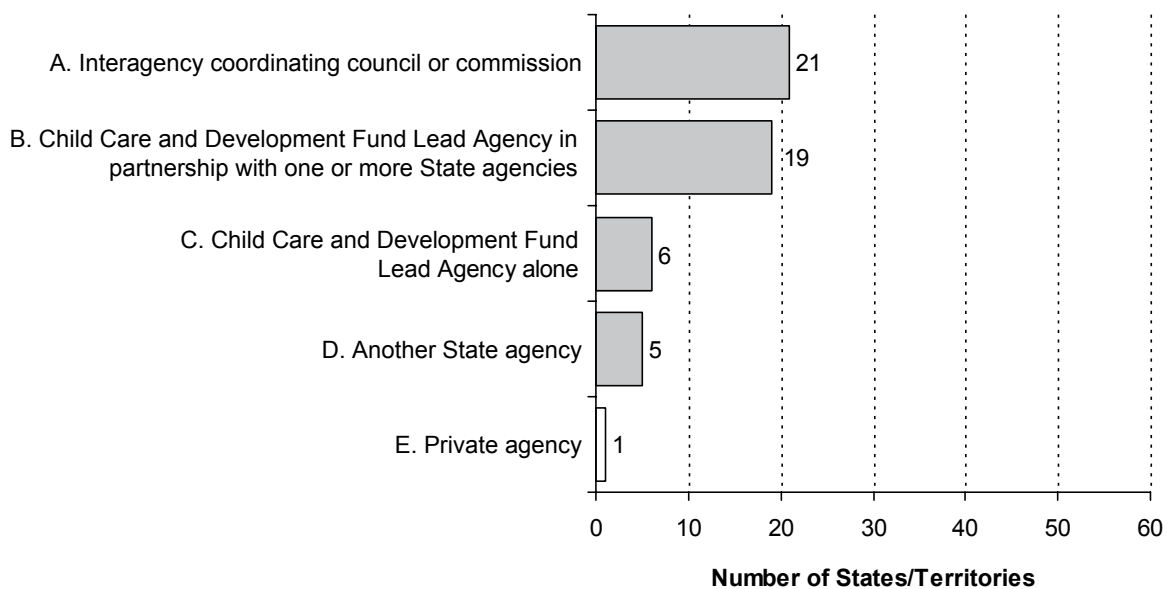 A. Interagency coordinating council or commission
21
B. Child Care and Development Fund Lead Agency in
partnership with one or more State agencies
19
C. Child Care and Development Fund
Lead Agency alone
6
D. Another State agency
5
E. Private agency
1
0 10 20 30 40 50 60
Number of States/Territories